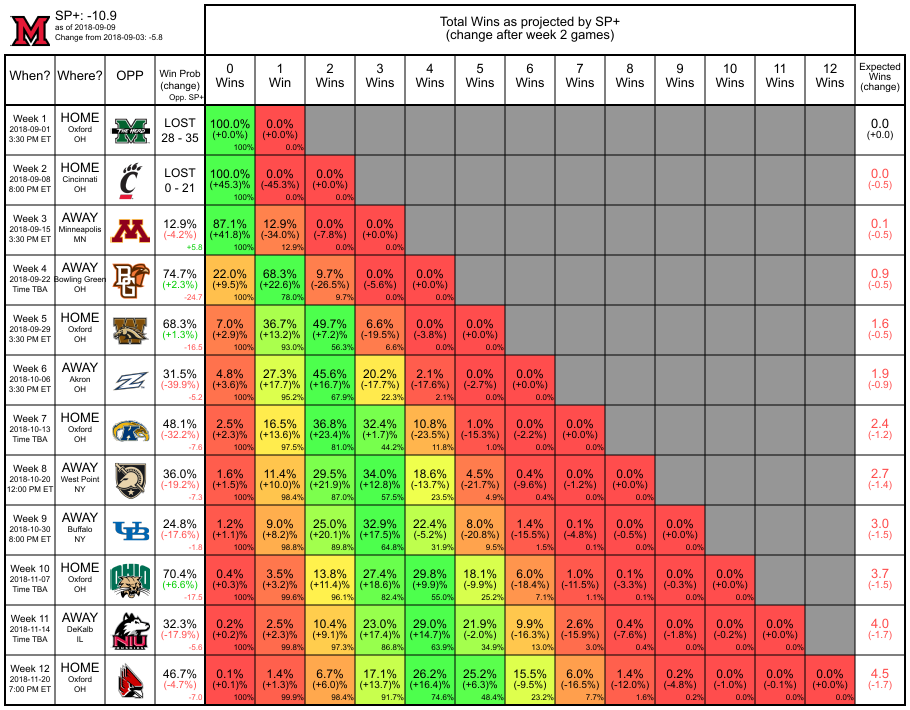 SP+: -10.9
as of 2018-09-09
Change from 2018-09-03: -5.8
Total Wins as projected by SP+
(change after week 2 games)
When? Where? OPP Win Prob (change) Opp. SP+ 0 Wins 1 Win 2 Wins 3 Wins 4 Wins 5 Wins 6 Wins 7 Wins 8 Wins 9 Wins 10 Wins 11 Wins 12 Wins Expected Wins (change)
Week 1 HOME LOST 100.0% 0.0% 0.0
2018-09-01 Oxford THE HERD (+0.0%) (+0.0%) (+0.0)
3:30 PM ET OH 28 - 35 100% 0.0%
Week 2 HOME LOST 100.0% 0.0% 0.0% 0.0
2018-09-08 Cincinnati (+45.3)% (-45.3)% (+0.0)% (-0.5)
8:00 PM ET OH 0 - 21 100% 0.0% 0.0%
Week 3 AWAY 12.9% 87.1% 12.9% 0.0% 0.0% 0.1
2018-09-15 Minneapolis (-4.2%) (+41.8)% (-34.0)% (-7.8)% (+0.0)% (-0.5)
3:30 PM ET MN +5.8 100% 12.9% 0.0% 0.0%
Week 4 AWAY 74.7% 22.0% 68.3% 9.7% 0.0% 0.0% 0.9
2018-09-22 Bowling Green (+2.3%) (+9.5)% (+22.6)% (-26.5)% (-5.6)% (+0.0)% (-0.5)
Time TBA OH -24.7 100% 78.0% 9.7% 0.0% 0.0%
Week 5 HOME 68.3% 7.0% 36.7% 49.7% 6.6% 0.0% 0.0% 1.6
2018-09-29 Oxford (+1.3%) (+2.9)% (+13.2)% (+7.2)% (-19.5)% (-3.8)% (+0.0)% (-0.5)
3:30 PM ET OH -16.5 100% 93.0% 56.3% 6.6% 0.0% 0.0%
Week 6 AWAY 31.5% 4.8% 27.3% 45.6% 20.2% 2.1% 0.0% 0.0% 1.9
2018-10-06 Akron (-39.9%) (+3.6)% (+17.7)% (+16.7)% (-17.7)% (-17.6)% (-2.7)% (+0.0)% (-0.9)
3:30 PM ET OH -5.2 100% 95.2% 67.9% 22.3% 2.1% 0.0% 0.0%
Week 7 HOME 48.1% 2.5% 16.5% 36.8% 32.4% 10.8% 1.0% 0.0% 0.0% 2.4
2018-10-13 Oxford (-32.2%) (+2.3)% (+13.6)% (+23.4)% (+1.7)% (-23.5)% (-15.3)% (-2.2)% (+0.0)% (-1.2)
Time TBA OH -7.6 100% 97.5% 81.0% 44.2% 11.8% 1.0% 0.0% 0.0%
Week 8 AWAY 36.0% 1.6% 11.4% 29.5% 34.0% 18.6% 4.5% 0.4% 0.0% 0.0% 2.7
2018-10-20 West Point (-19.2%) (+1.5)% (+10.0)% (+21.9)% (+12.8)% (-13.7)% (-21.7)% (-9.6)% (-1.2)% (+0.0)% (-1.4)
12:00 PM ET NY -7.3 100% 98.4% 87.0% 57.5% 23.5% 4.9% 0.4% 0.0% 0.0%
Week 9 AWAY 24.8% 1.2% 9.0% 25.0% 32.9% 22.4% 8.0% 1.4% 0.1% 0.0% 0.0% 3.0
2018-10-30 Buffalo (-17.6%) (+1.1)% (+8.2)% (+20.1)% (+17.5)% (-5.2)% (-20.8)% (-15.5)% (-4.8)% (-0.5)% (+0.0)% (-1.5)
8:00 PM ET NY -1.8 100% 98.8% 89.8% 64.8% 31.9% 9.5% 1.5% 0.1% 0.0% 0.0%
Week 10 HOME OHIO 70.4% 0.4% 3.5% 13.8% 27.4% 29.8% 18.1% 6.0% 1.0% 0.1% 0.0% 0.0% 3.7
2018-11-07 Oxford (+6.6%) (+0.3)% (+3.2)% (+11.4)% (+18.6)% (+9.9)% (-9.9)% (-18.4)% (-11.5)% (-3.3)% (-0.3)% (+0.0)% (-1.5)
Time TBA OH -17.5 100% 99.6% 96.1% 82.4% 55.0% 25.2% 7.1% 1.1% 0.1% 0.0% 0.0%
Week 11 AWAY 32.3% 0.2% 2.5% 10.4% 23.0% 29.0% 21.9% 9.9% 2.6% 0.4% 0.0% 0.0% 0.0% 4.0
2018-11-14 DeKalb (-17.9%) (+0.2)% (+2.3)% (+9.1)% (+17.4)% (+14.7)% (-2.0)% (-16.3)% (-15.9)% (-7.6)% (-1.8)% (-0.2)% (+0.0)% (-1.7)
Time TBA IL NIU -5.6 100% 99.8% 97.3% 86.8% 63.9% 34.9% 13.0% 3.0% 0.4% 0.0% 0.0% 0.0%
Week 12 HOME 46.7% 0.1% 1.4% 6.7% 17.1% 26.2% 25.2% 15.5% 6.0% 1.4% 0.2% 0.0% 0.0% 0.0% 4.5
2018-11-20 Oxford (-4.7%) (+0.1)% (+1.3)% (+6.0)% (+13.7)% (+16.4)% (+6.3)% (-9.5)% (-16.5)% (-12.0)% (-4.8)% (-1.0)% (-0.1)% (+0.0)% (-1.7)
7:00 PM ET OH -7.0 100% 99.9% 98.4% 91.7% 74.6% 48.4% 23.2% 7.7% 1.6% 0.2% 0.0% 0.0% 0.0%